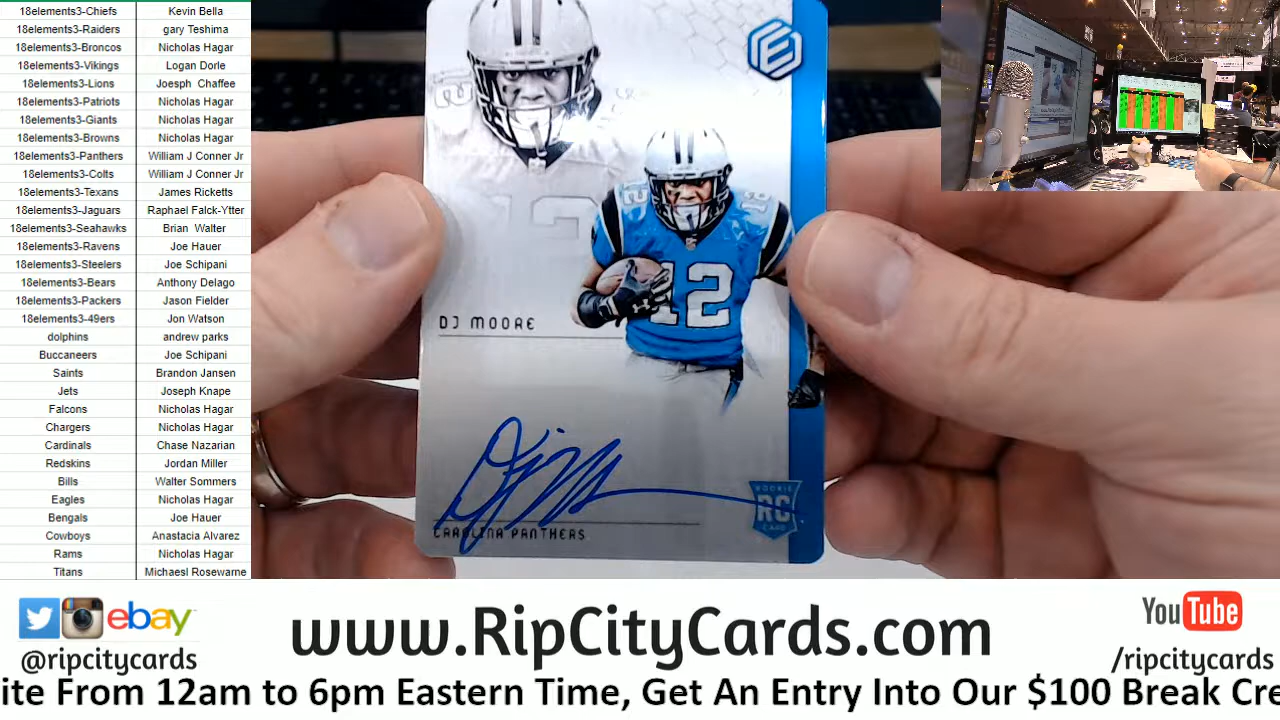 18elements3-Chiefs Kevin Bella
18elements3-Raiders gary Teshima
18elements3-Broncos Nicholas Hagar
18elements3-Vikings Logan Dorle
18elements3-Lions Joesph Chaffee
18elements3-Patriots Nicholas Hagar
18elements3-Giants Nicholas Hagar
18elements3-Browns Nicholas Hagar
18elements3-Panthers William J Conner Jr
18elements3-Colts William J Conner Jr
18elements3-Texans James Ricketts
18elements3-Jaguars Raphael Falck-Ytter
18elements3-Seahawks Brian Walter
18elements3-Ravens Joe Hauer
18elements3-Steelers Joe Schipani
18elements3-Bears Anthony Delago
18elements3-Packers Jason Fielder
18elements3-49ers Jon Watson
dolphins andrew parks
Buccaneers Joe Schipani
Saints Brandon Jansen
Jets Joseph Knape
Falcons Nicholas Hagar
Chargers Nicholas Hagar
Cardinals Chase Nazarian
Redskins Jordan Miller
Bills Walter Sommers
Eagles Nicholas Hagar
Bengals Joe Hauer
Cowboys Anastacia Alvarez
Rams Nicholas Hagar
Titans Michaesl Rosewarne
E
12
12
12
DJ MOORE
CAROLINA PANTHERS
ROOKIE
RC
CARD
ebay
@ripcitycards
www.RipCityCards.com
YouTube
/ripcitycards
ite From 12am to 6pm Eastern Time, Get An Entry Into Our $100 Break Cre